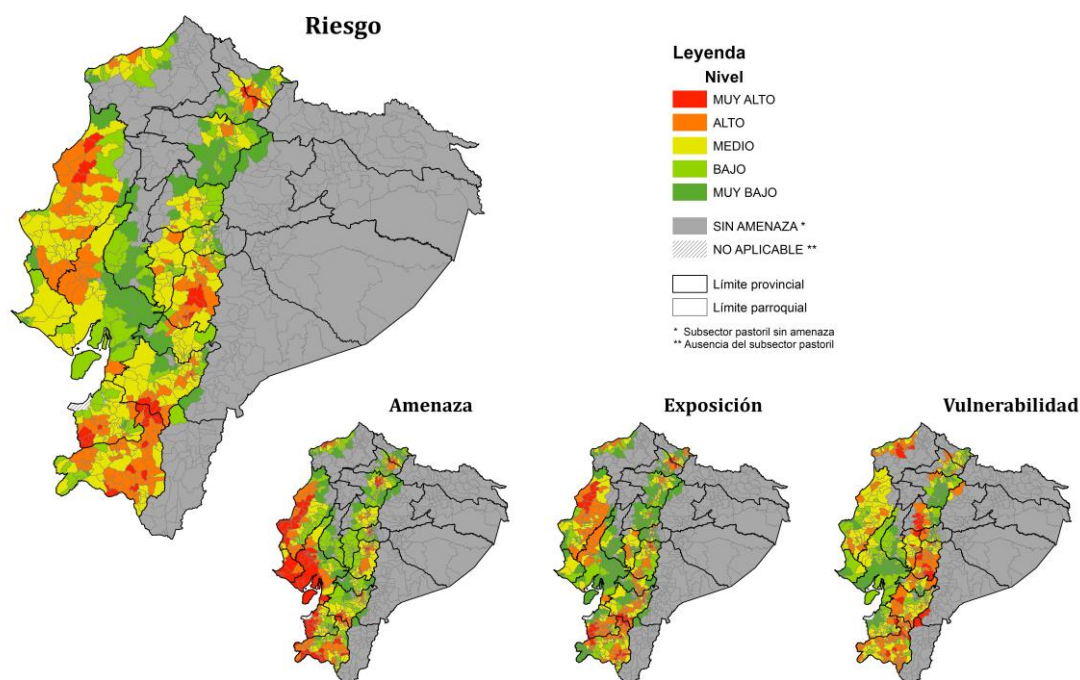 Riesgo
Leyenda
Nivel
MUY ALTO
ALTO
MEDIO
BAJO
MUY BAJO
SIN AMENAZA *
NO APLICABLE **
Límite provincial
Límite parroquial
* Subsector pastoril sin amenaza
** Ausencia del subsector pastoril
Amenaza
Exposición
Vulnerabilidad